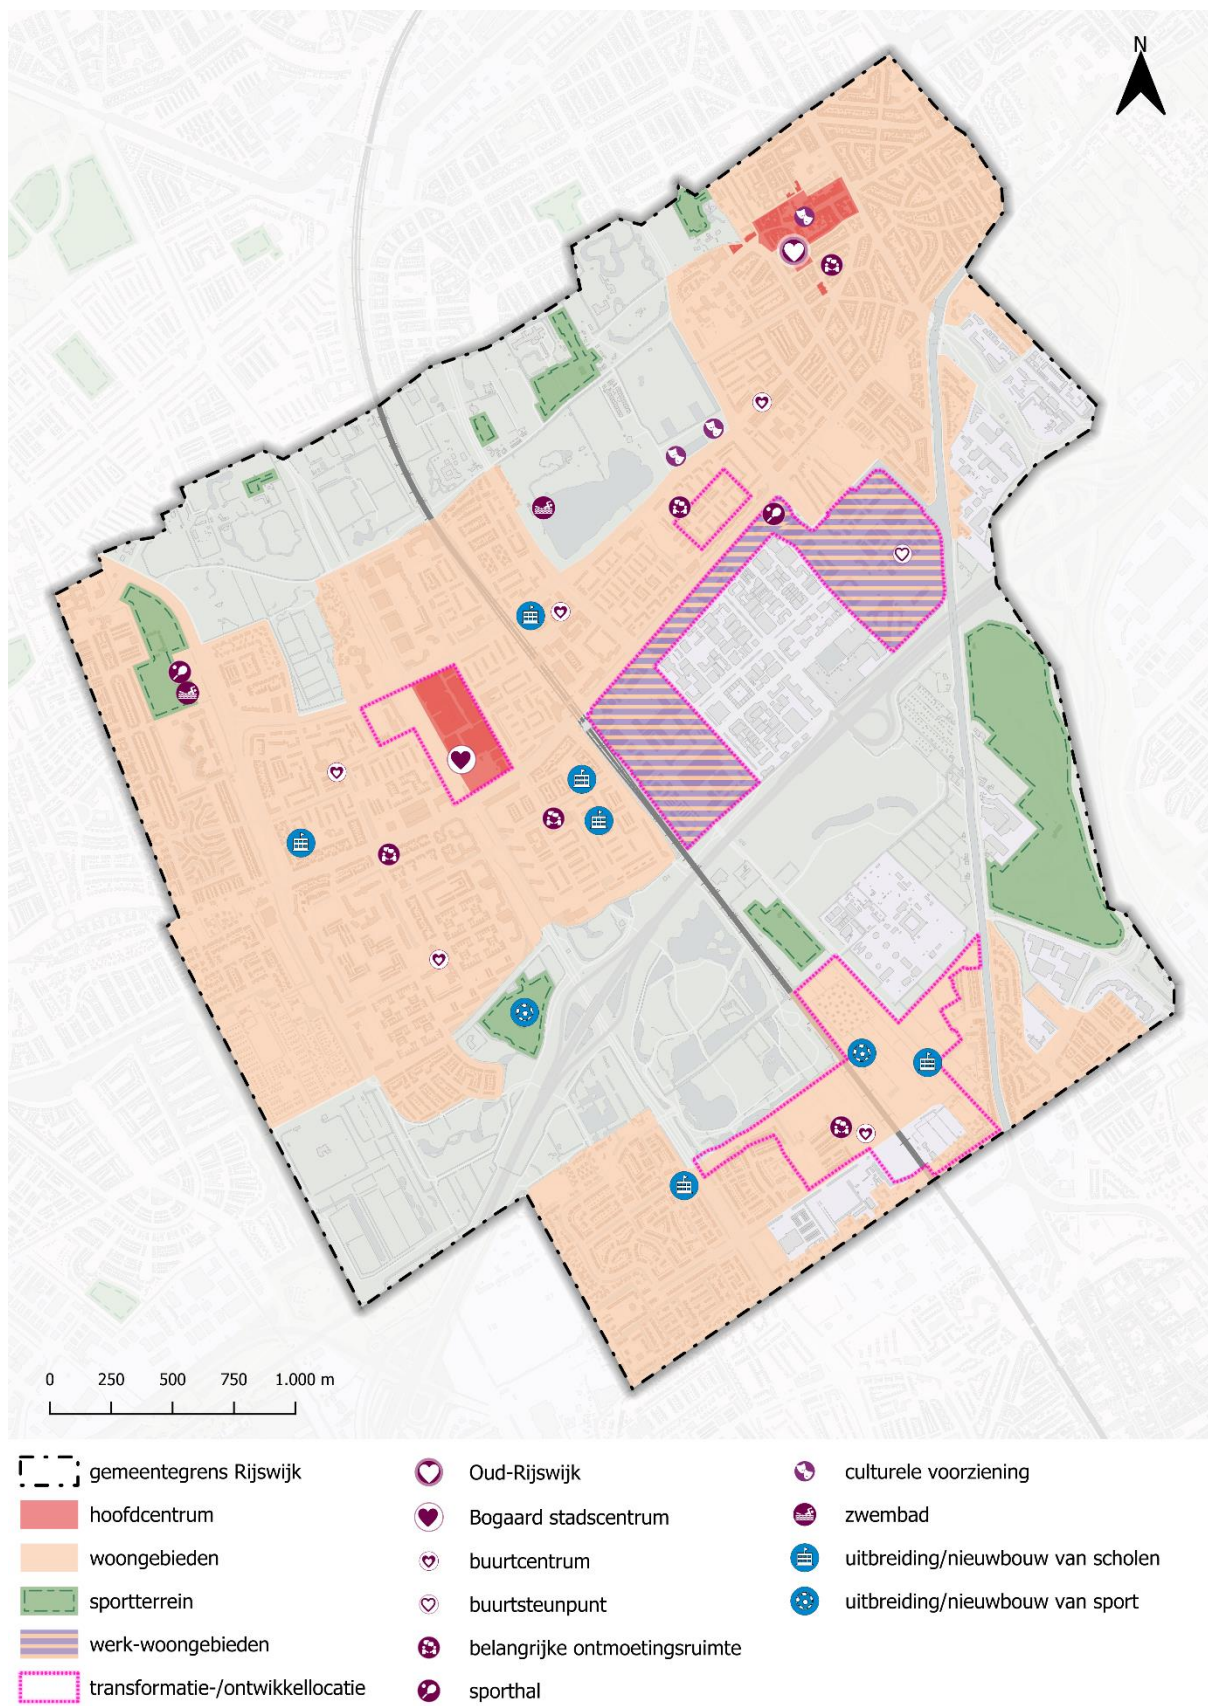 N
0 250 500 750 1.000 m
gemeentegrens Rijswijk
hoofdcentrum
woongebieden
sportterrein
werk-woongebieden
transformatie-/ontwikkellocatie
Oud-Rijswijk
Bogaard stadscentrum
buurtcentrum
buurtsteunpunt
belangrijke ontmoetingsruimte
sporthal
culturele voorziening
zwembad
uitbreiding/nieuwbouw van scholen
uitbreiding/nieuwbouw van sport